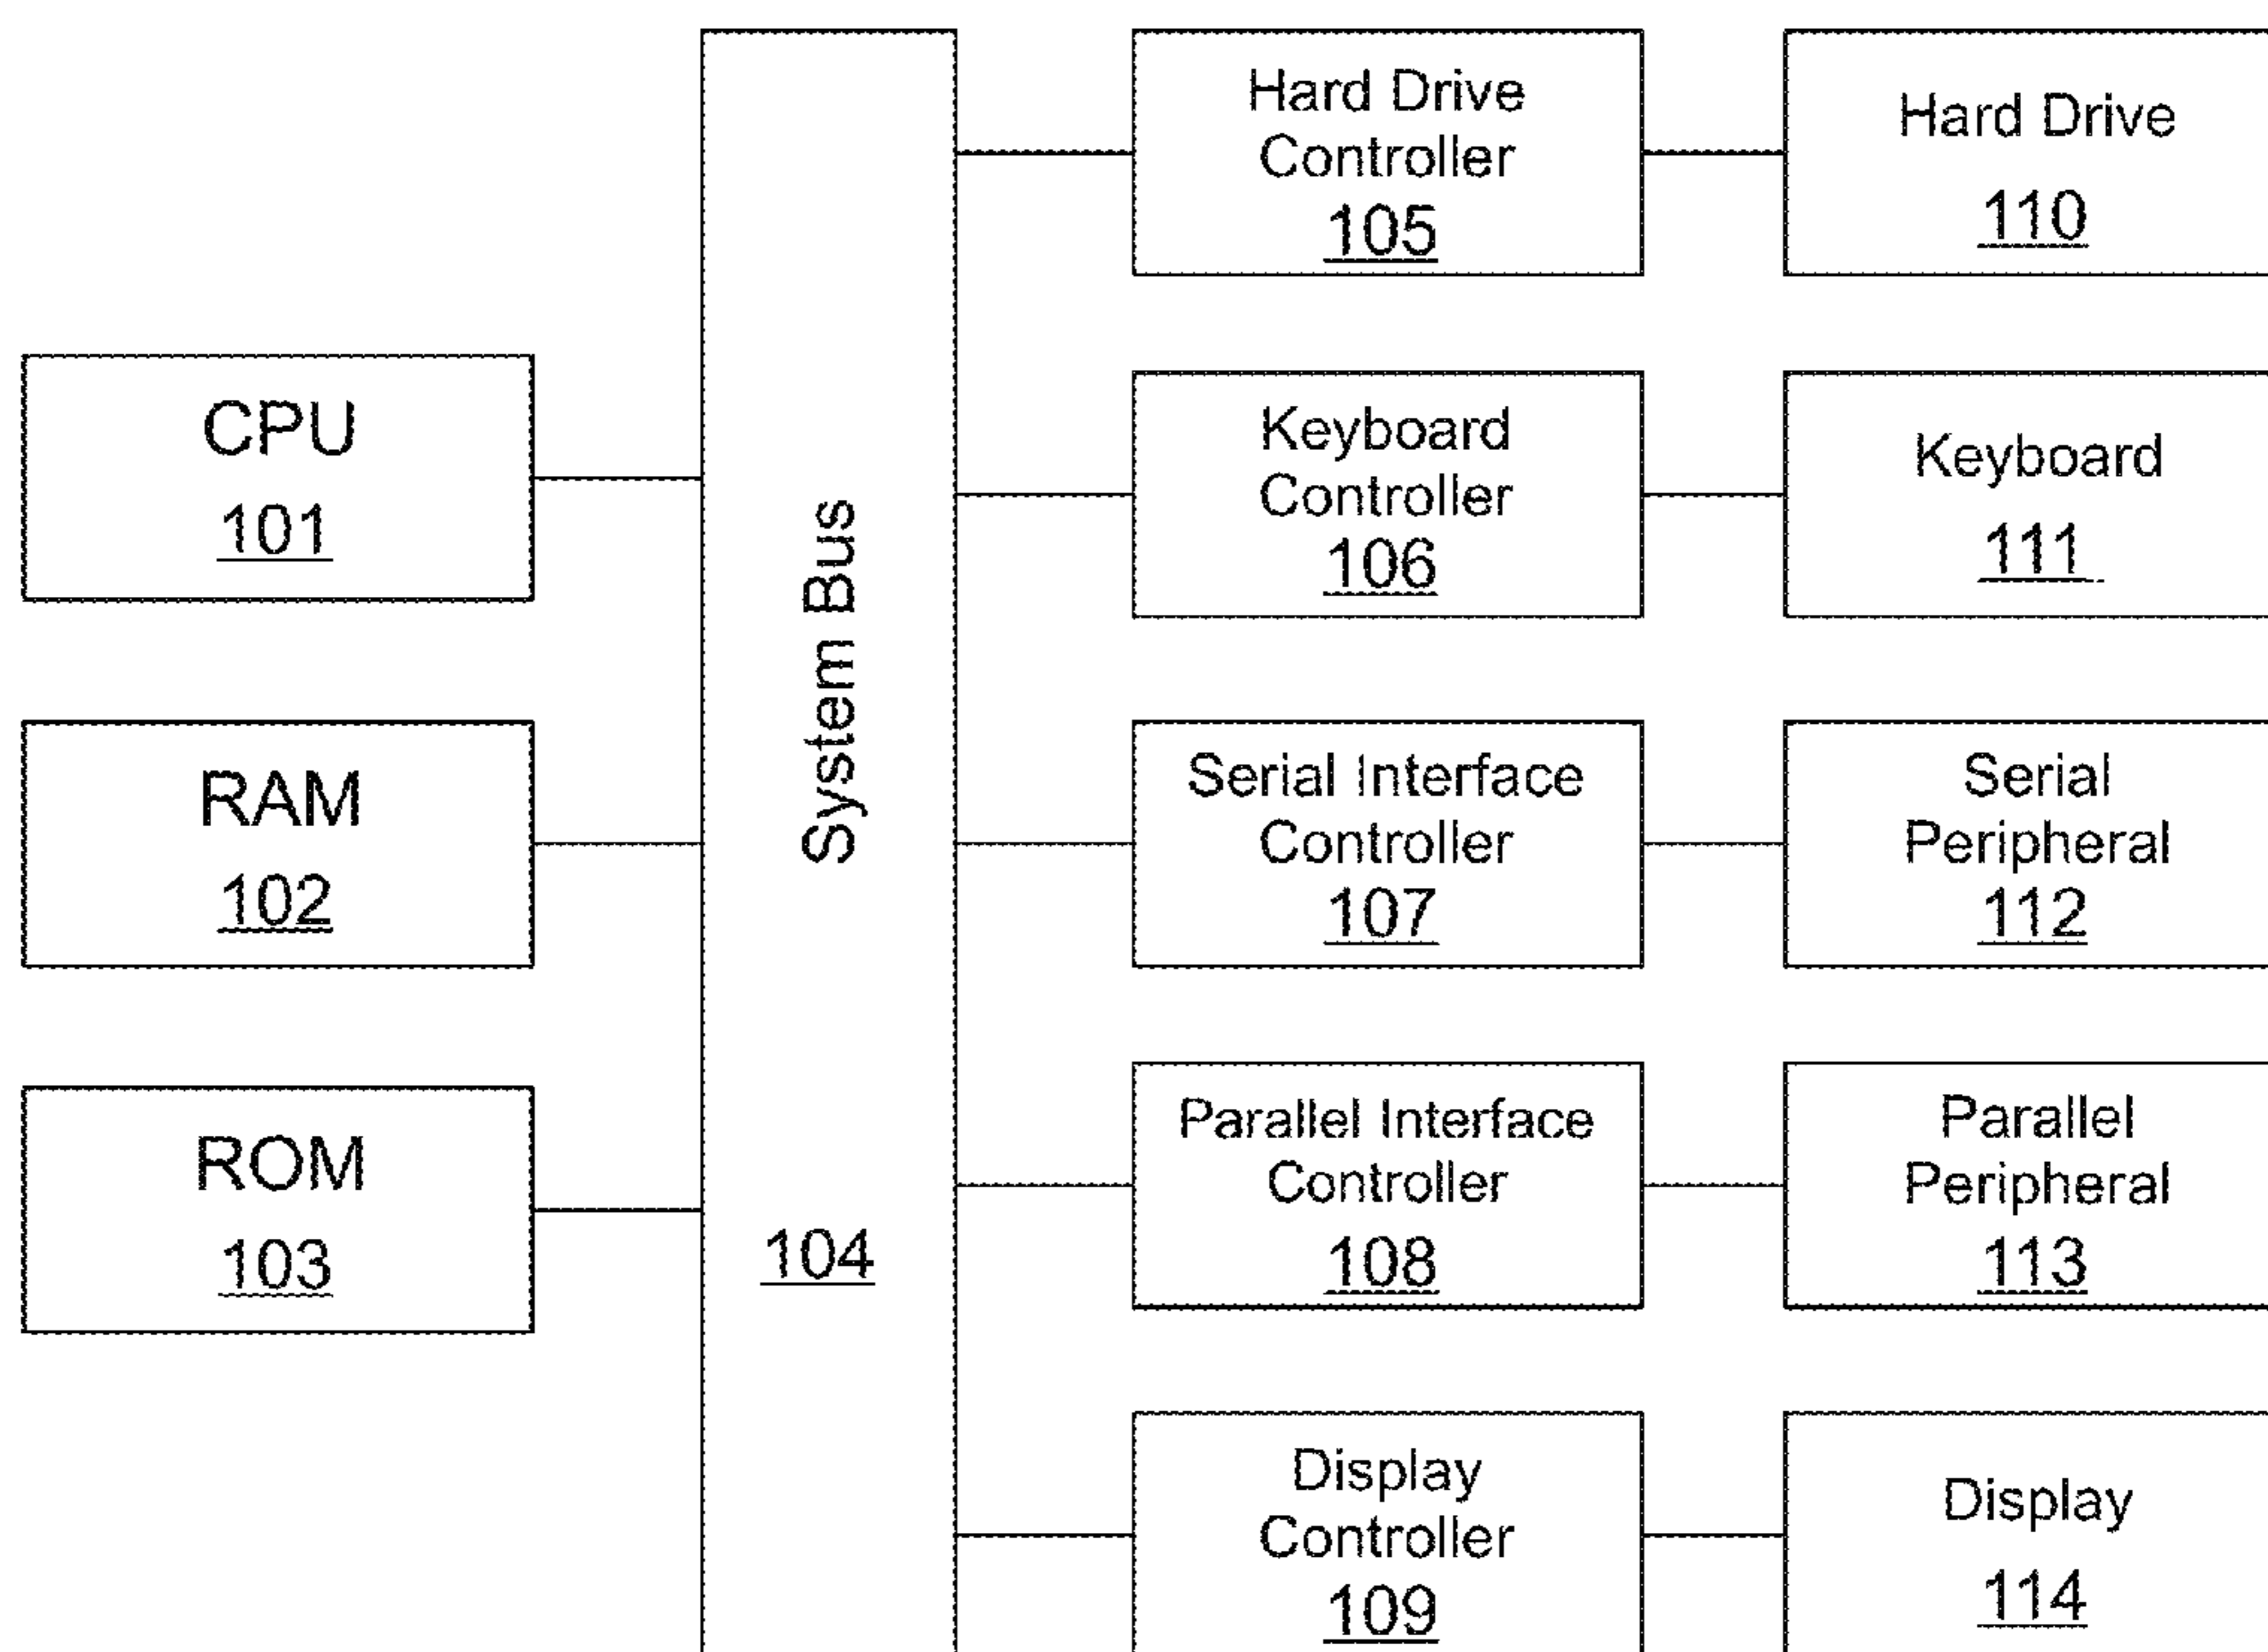 CPU
101
RAM
102
ROM
103
System Bus
104
Hard Drive
Controller
105
Hard Drive
110
Keyboard
Controller
106
Keyboard
111
Serial Interface
Controller
107
Serial
Peripheral
112
Parallel Interface
Controller
108
Parallel
Peripheral
113
Display
Controller
109
Display
114